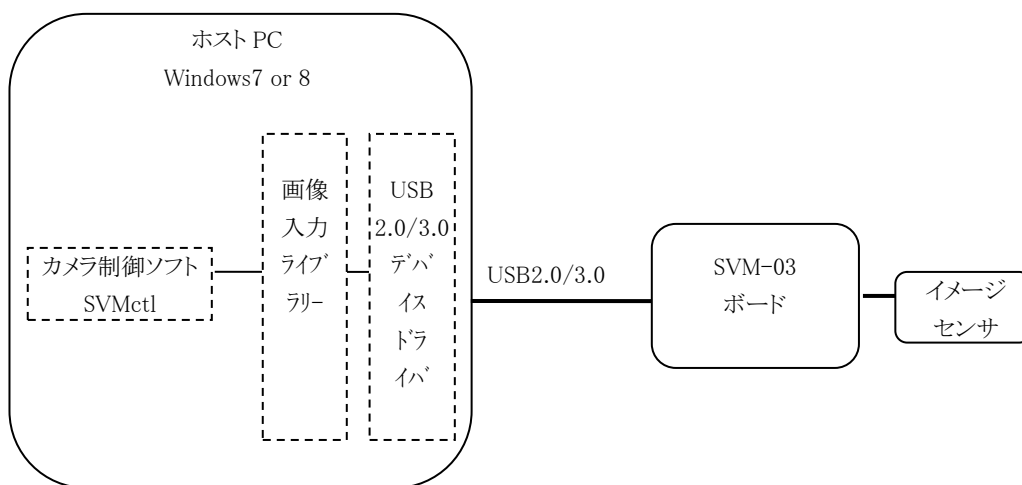 ホスト PC
Windows7 or 8
カメラ制御ソフト
SVMctl
画像
入力
ライブ
ラリー
USB
2.0/3.0
デバ
イス
ドラ
イバ
USB2.0/3.0
SVM-03
ボード
イメージ
センサ